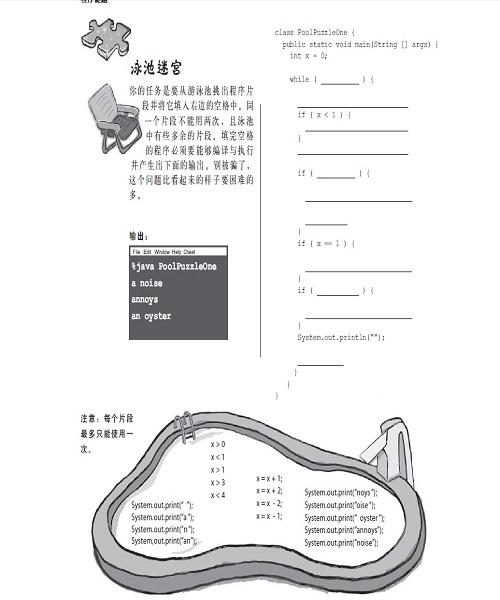 泳池迷宫
你的任务是要从游泳池挑出程序片
段并将它填入右边的空格中。同
一个片段不能用两次，且泳池
中有些多余的片段。填完空格
的程序必须要能够编译与执行
并产生出下面的输出。别被骗了，
这个问题比看起来的样子要困难的
多。
输出：
File Edit Window Help Cheat
%java PoolPuzzleOne
a noise
annoys
an oyster
class PoolPuzzleOne {
public static void main(String [] args) {
int x = 0;
while ( ________ ) {
____________________
if ( x < 1 ) {
____________________
}
____________________
if ( ________ ) {
____________________
________
}
if ( x == 1 ) {
____________________
}
if ( ________ ) {
____________________
}
System.out.println("");
________
}
}
}
注意：每个片段
最多只能使用一
次。
x > 0
x < 1
x > 1
x > 3
x < 4
System.out.print(" ");
System.out.print("a ");
System.out.print("n ");
System.out.print("an");
x = x + 1;
x = x + 2;
x = x - 2;
x = x - 1;
System.out.print("noys ");
System.out.print("oise ");
System.out.print(" oyster ");
System.out.print("annoys");
System.out.print("noise");